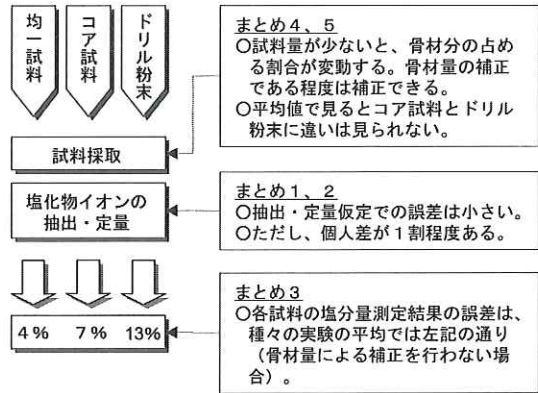 均一試料
コア試料
ドリル粉末
試料採取
塩化物イオンの
抽出・定量
4% 7% 13%
まとめ4、5
○試料量が少ないと、骨材分の占め
る割合が変動する。骨材量の補正
である程度は補正できる。
○平均値で見るとコア試料とドリル
粉末に違いは見られない。
まとめ1、2
○抽出・定量仮定での誤差は小さい。
○ただし、個人差が1割程度ある。
まとめ3
○各試料の塩分量測定結果の誤差は、
種々の実験の平均では左記の通り
（骨材量による補正を行わない場
合）。